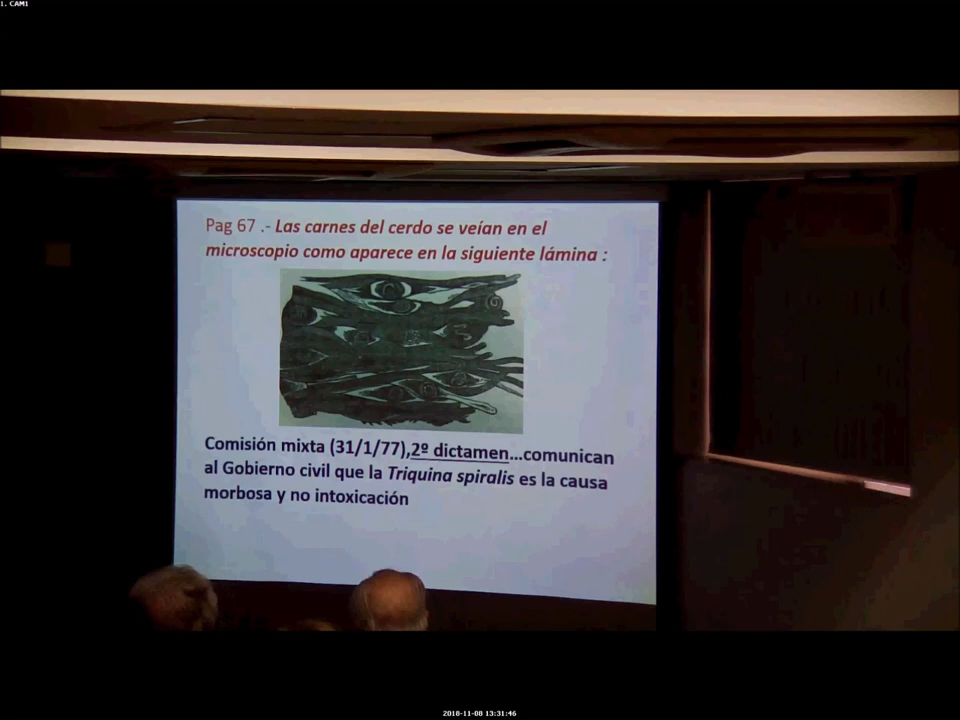 1. CAM1
Pag 67 .- Las carnes del cerdo se veían en el
microscopio como aparece en la siguiente lámina :
Comisión mixta (31/1/77),2º dictamen...comunican
al Gobierno civil que la Triquina spiralis es la causa
morbosa y no intoxicación
2018-11-08 13:31:46